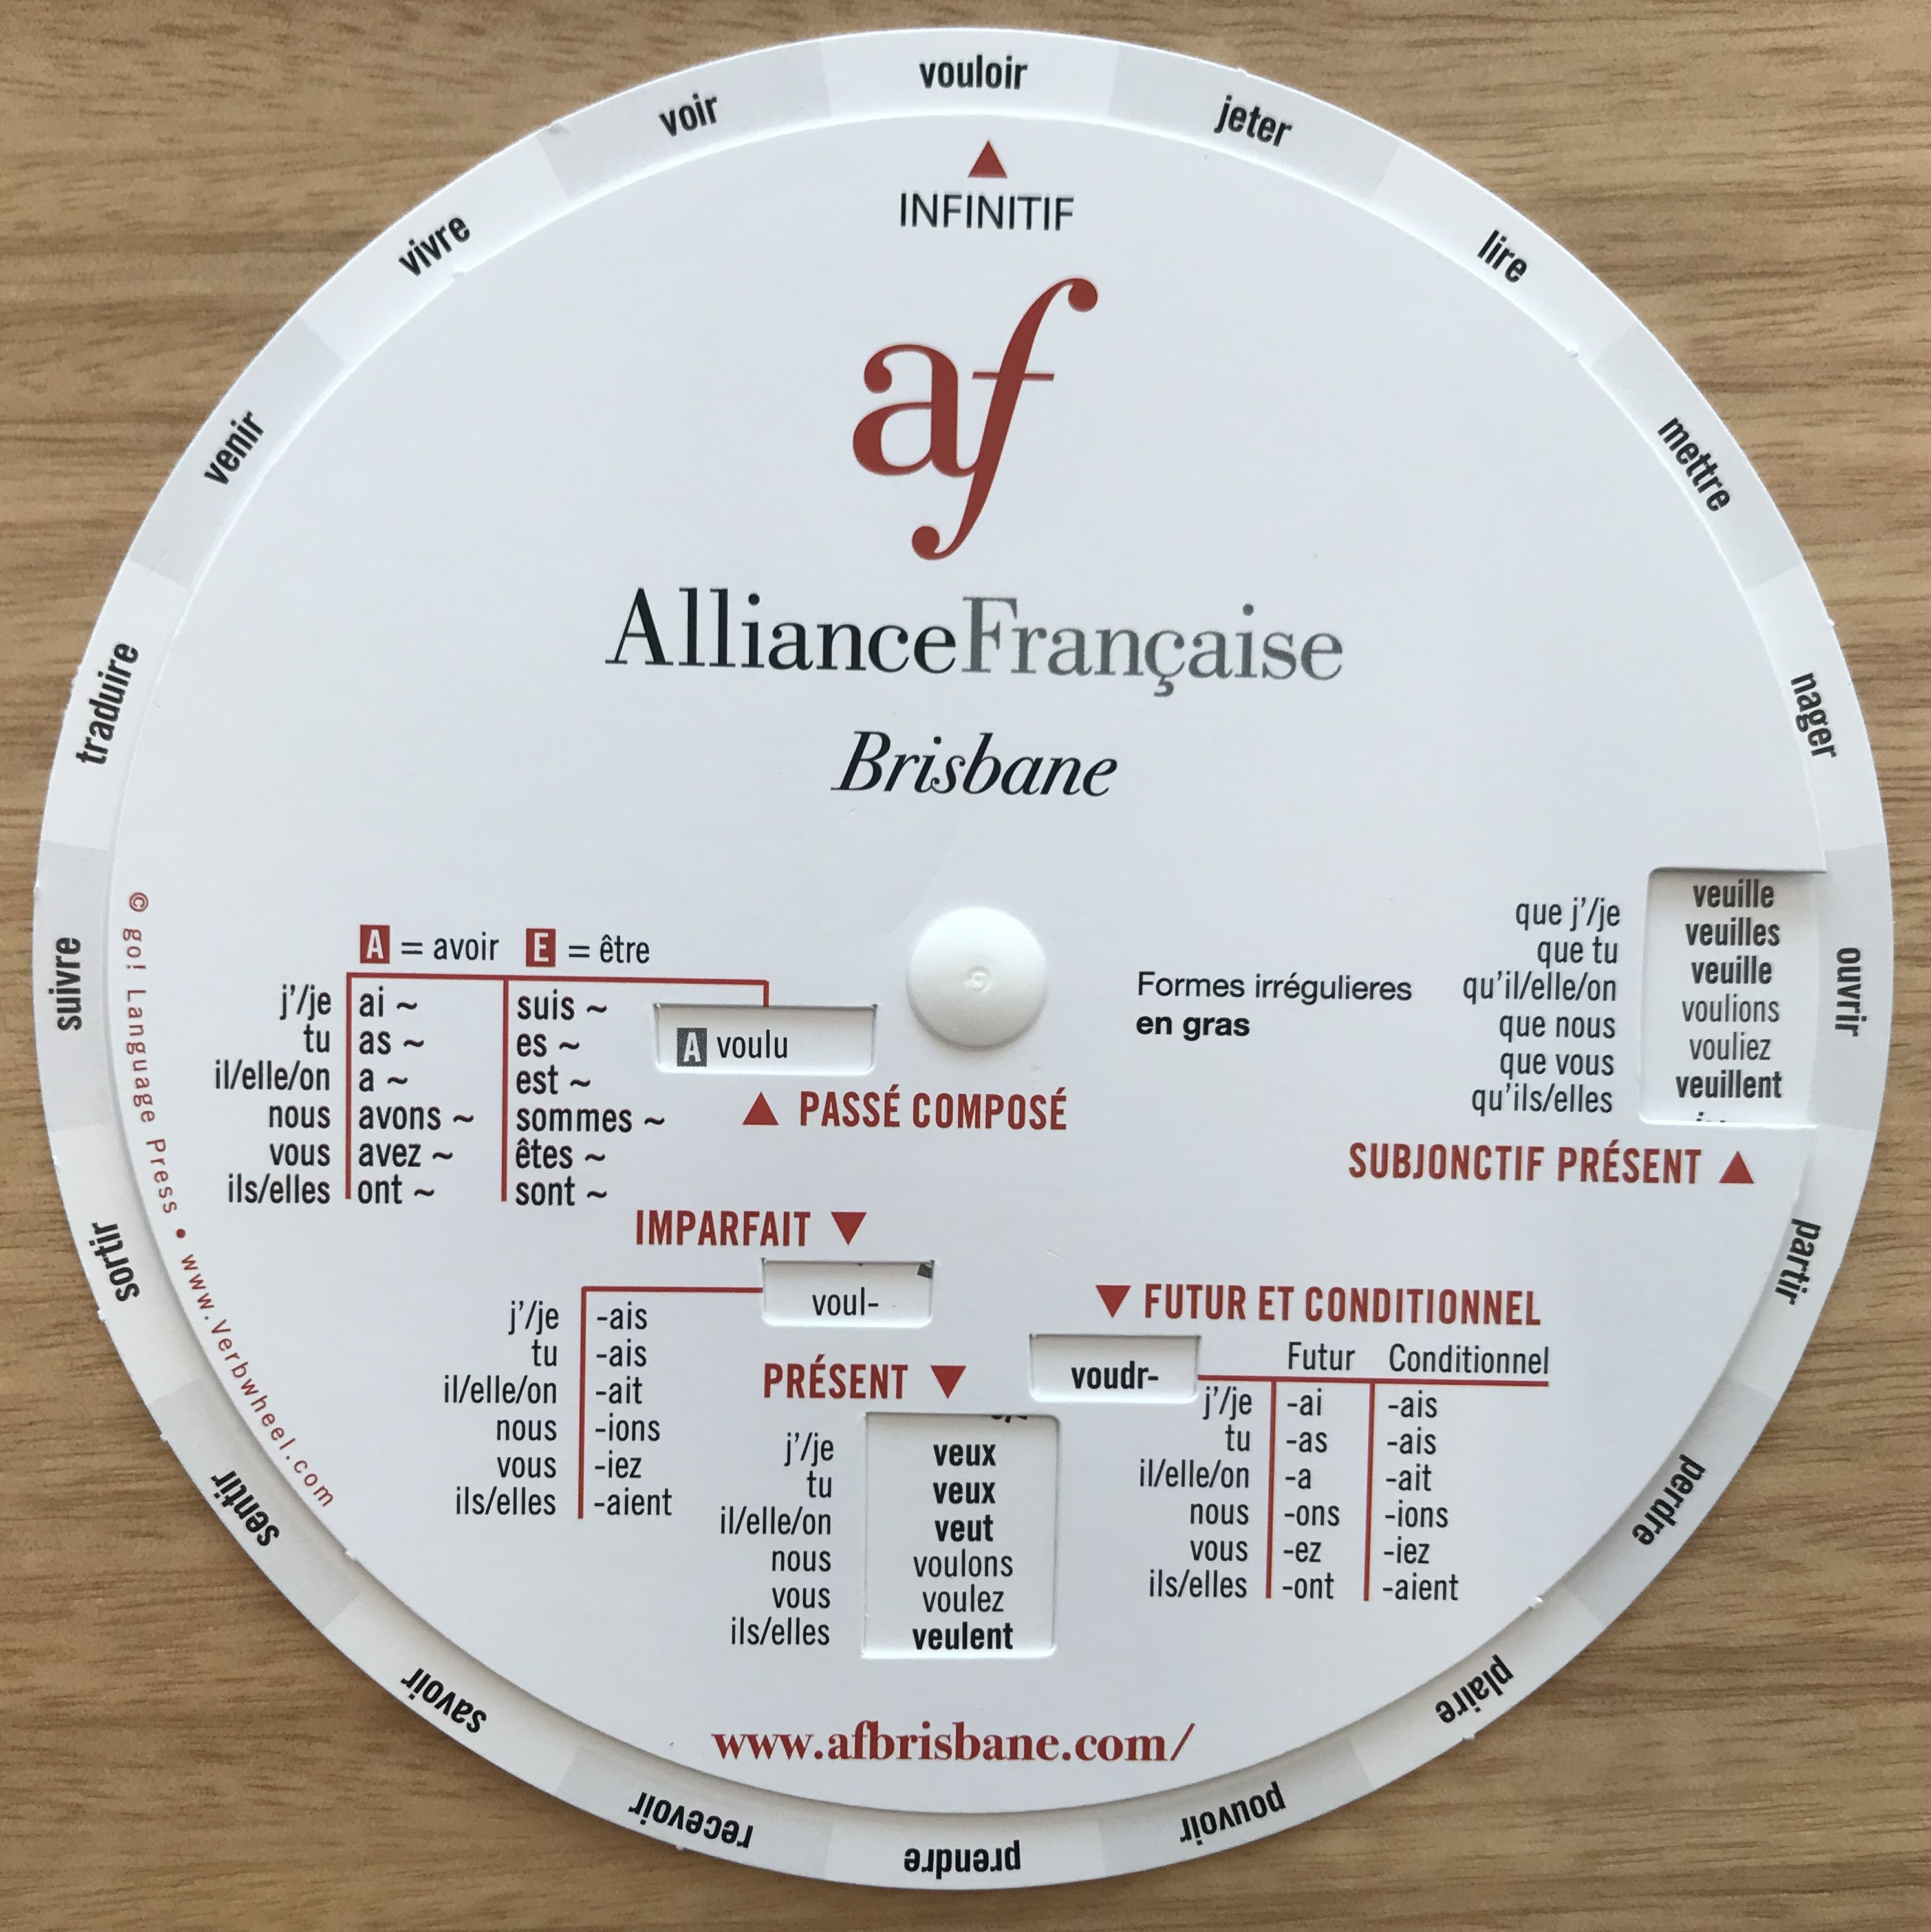 vouloir
jeter
lire
mettre
nager
ouvrir
partir
perdre
plaire
pouvoir
prendre
recevoir
savoir
sentir
sortir
suivre
traduire
venir
vivre
voir
INFINITIF
af
AllianceFrançaise
Brisbane
A = avoir E = être
j'/je ai ~ suis ~
tu as ~ es ~
il/elle/on a ~ est ~
nous avons ~ sommes ~
vous avez ~ êtes ~
ils/elles ont ~ sont ~
A voulu
PASSÉ COMPOSÉ
Formes irrégulieres
en gras
que j'/je veuille
que tu veuilles
qu'il/elle/on veuille
que nous voulions
que vous vouliez
qu'ils/elles veuillent
SUBJONCTIF PRÉSENT
IMPARFAIT
voul-
j'/je -ais
tu -ais
il/elle/on -ait
nous -ions
vous -iez
ils/elles -aient
PRÉSENT
j'/je veux
tu veux
il/elle/on veut
nous voulons
vous voulez
ils/elles veulent
FUTUR ET CONDITIONNEL
voudr-
Futur Conditionnel
j'/je -ai -ais
tu -as -ais
il/elle/on -a -ait
nous -ons -ions
vous -ez -iez
ils/elles -ont -aient
www.afbrisbane.com/
© go! Language Press • www.Verbwheel.com